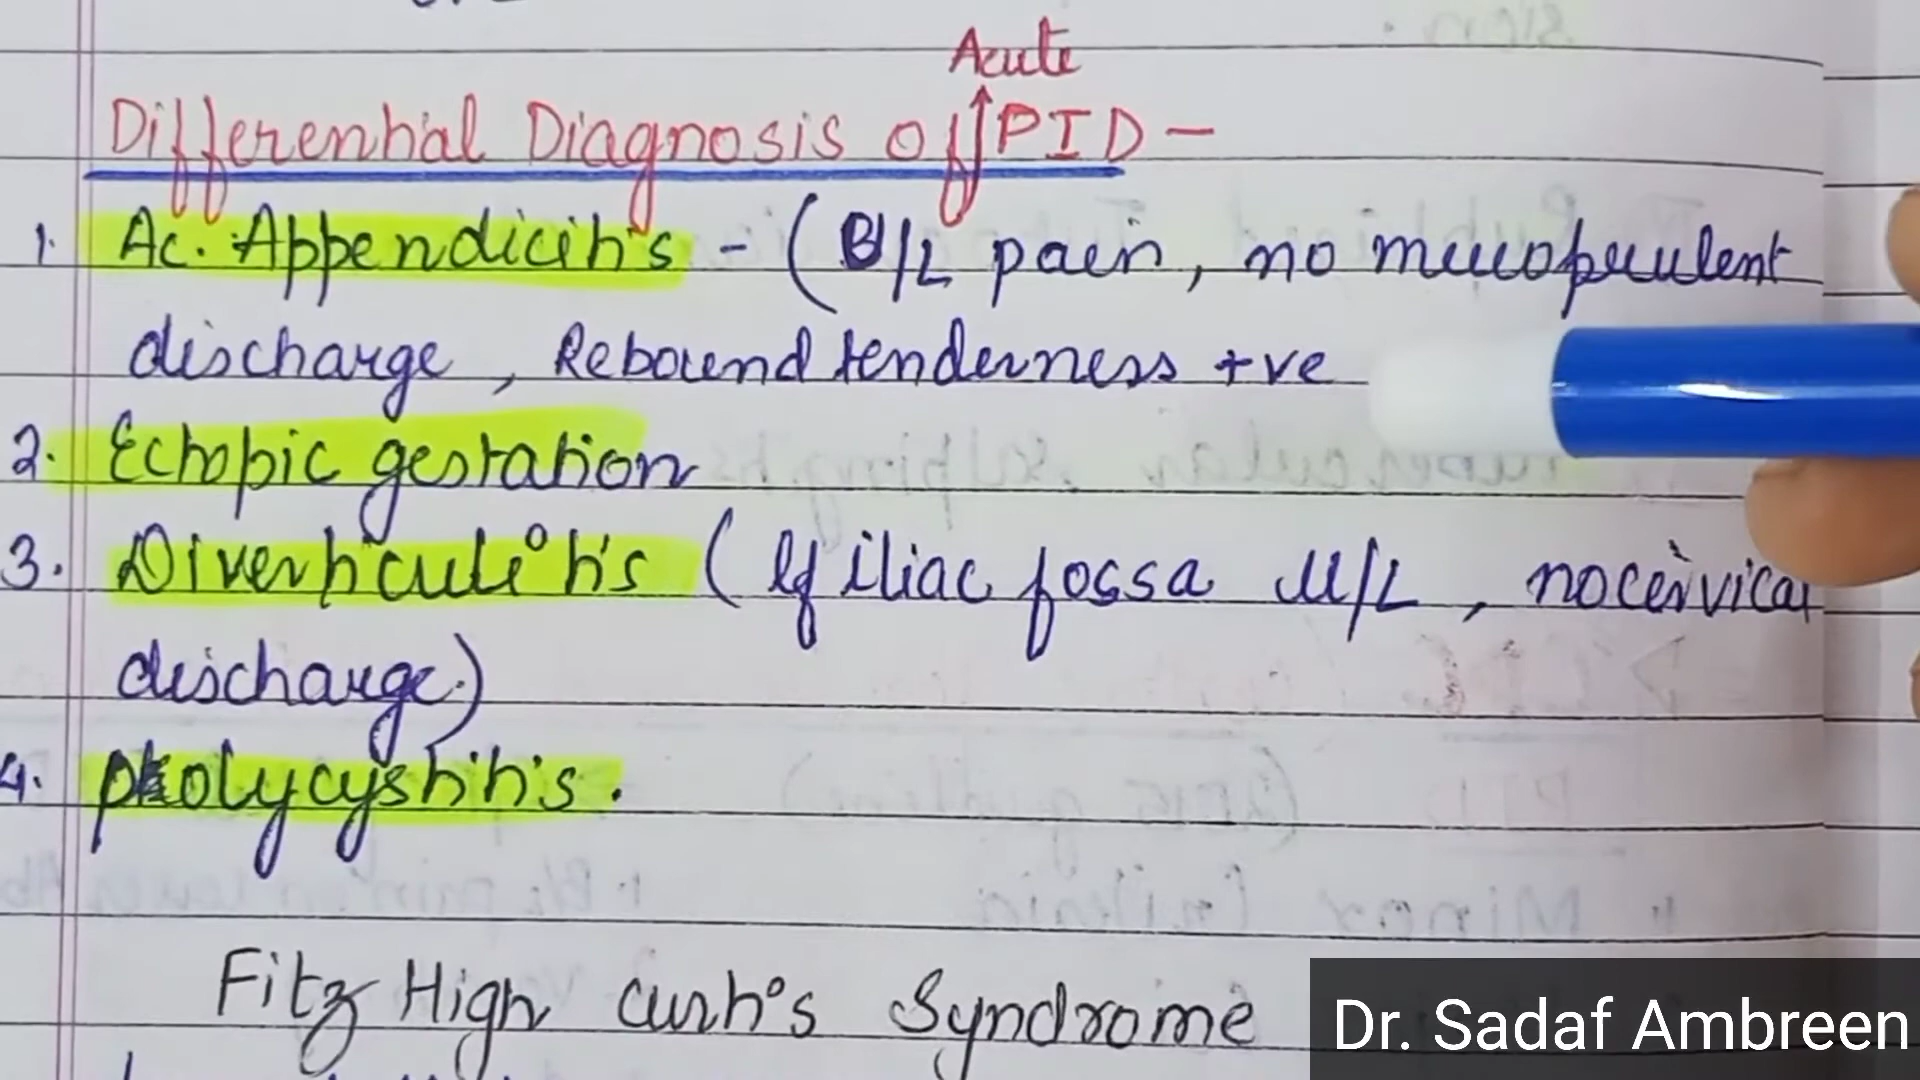 Acute
Differential Diagnosis of PID -
1. Ac. Appendicitis - (B/L pain, no mucopurulent
discharge, Rebound tenderness +ve
2. Ectopic gestation
3. Diverticulitis (lf iliac fossa U/L, no cervical
discharge)
4. polycystitis.
Fitz High Curtis Syndrome
Dr. Sadaf Ambreen